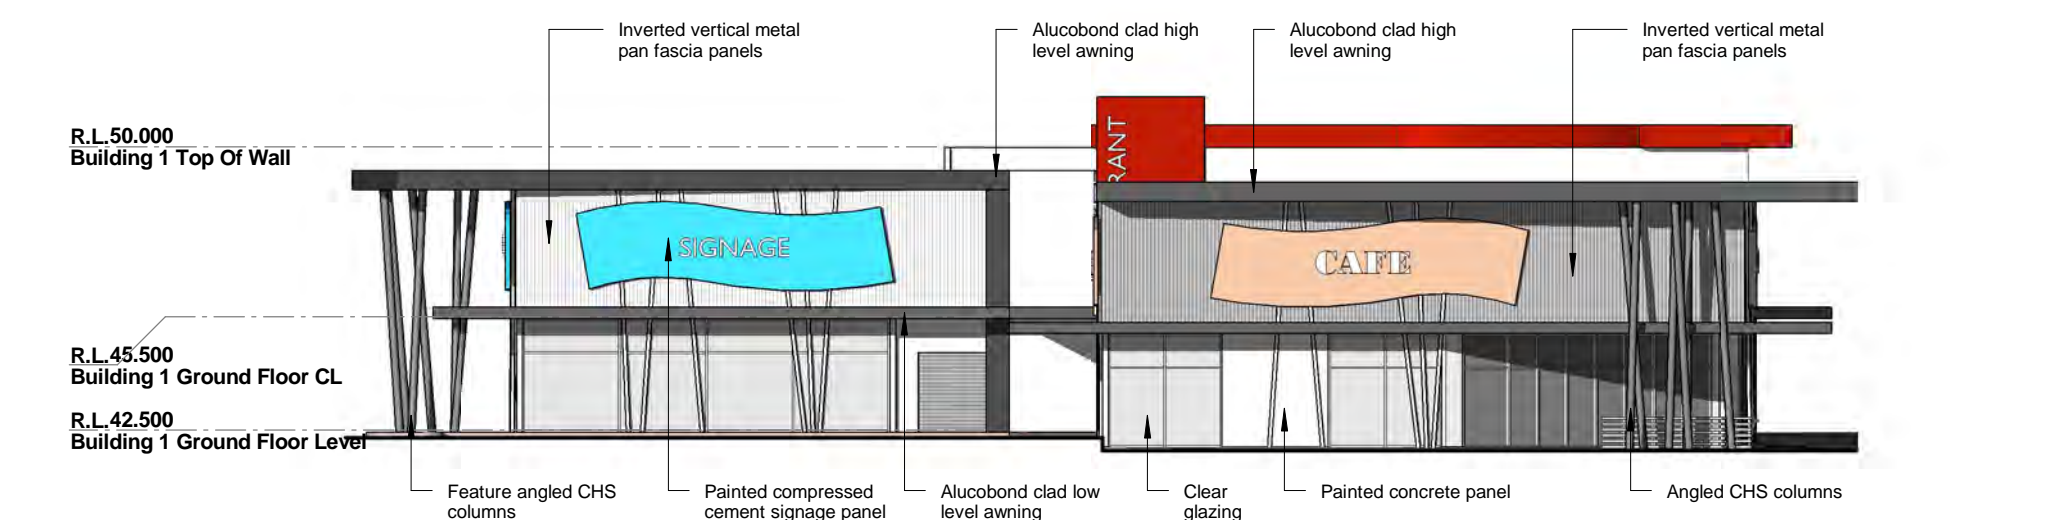 Inverted vertical metal
pan fascia panels
Alucobond clad high
level awning
Alucobond clad high
level awning
Inverted vertical metal
pan fascia panels
R.L.50.000
Building 1 Top Of Wall
RANT
SIGNAGE
CAFE
R.L.45.500
Building 1 Ground Floor CL
R.L.42.500
Building 1 Ground Floor Level
Feature angled CHS
columns
Painted compressed
cement signage panel
Alucobond clad low
level awning
Clear
glazing
Painted concrete panel
Angled CHS columns